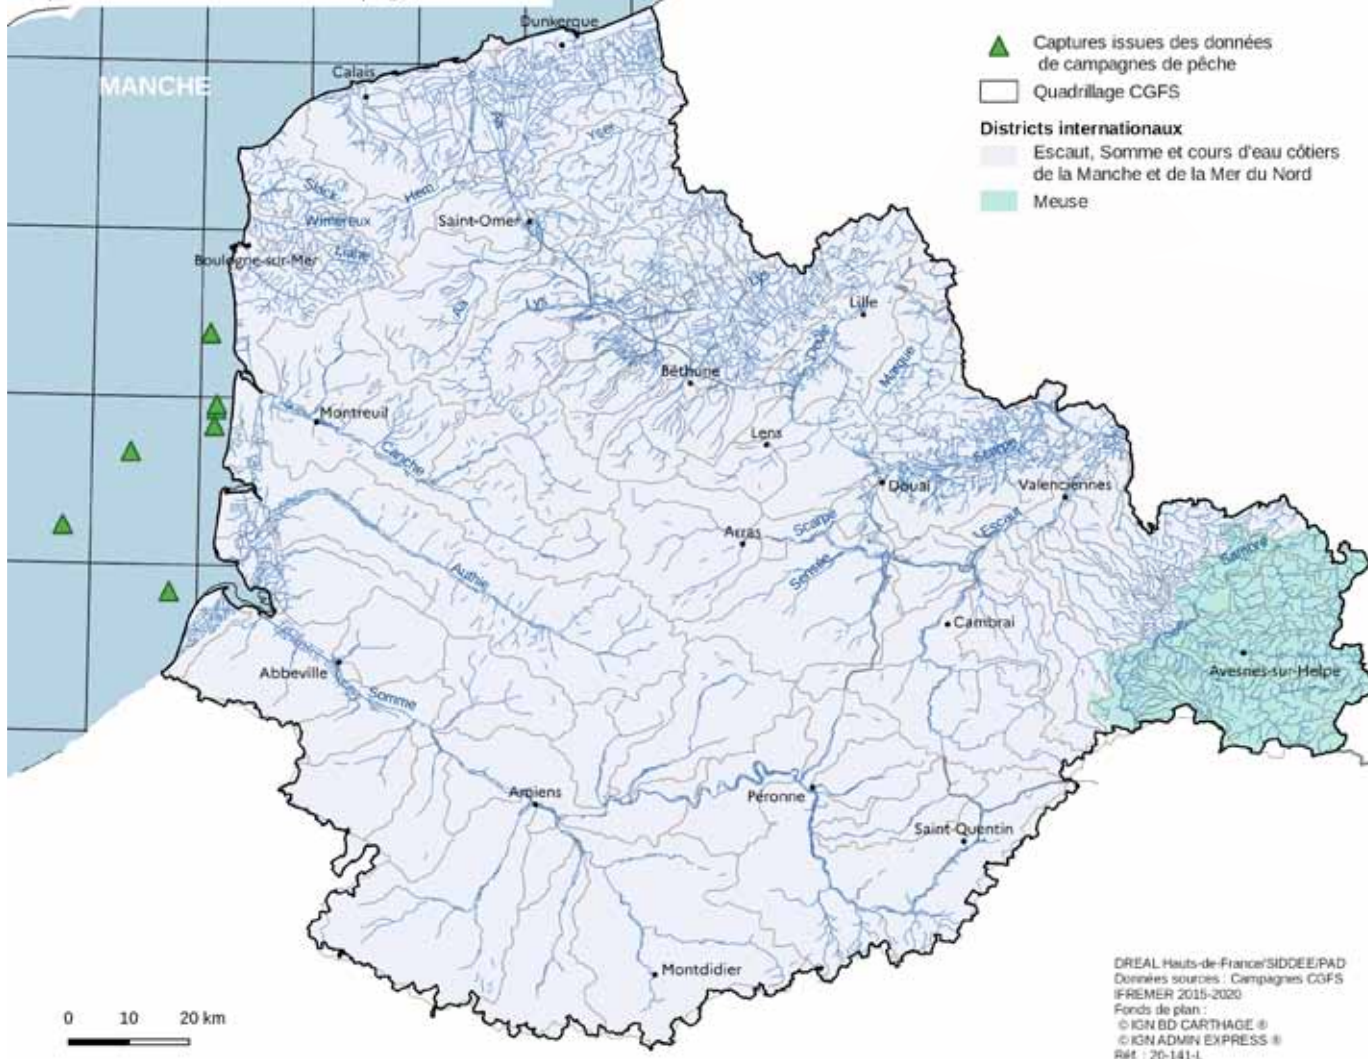 Dunkerque
Captures issues des données
de campagnes de pêche
Calais
MANCHE
Quadrillage CGFS
Districts internationaux
Aa
Yser
Escaut, Somme et cours d'eau côtiers
de la Manche et de la Mer du Nord
Slack
Hem
Meuse
Wimereux
Saint-Omer
Liane
Boulogne-sur-Mer
Lys
Aa
Lys
Lille
Deûle
Marque
Béthune
Montreuil
Lens
Canche
Scarpe
Douai
Valenciennes
Arras
Scarpe
Escaut
Sensée
Sambre
Authie
Cambrai
Abbeville
Avesnes-sur-Helpe
Somme
Amiens
Péronne
Saint-Quentin
Montdidier
DREAL Hauts-de-France/SIDDEE/PAD
Données sources : Campagnes CGFS
IFREMER 2015-2020
Fonds de plan :
© IGN BD CARTHAGE ®
© IGN ADMIN EXPRESS ®
Réf. : 20-141-L
0 10 20 km